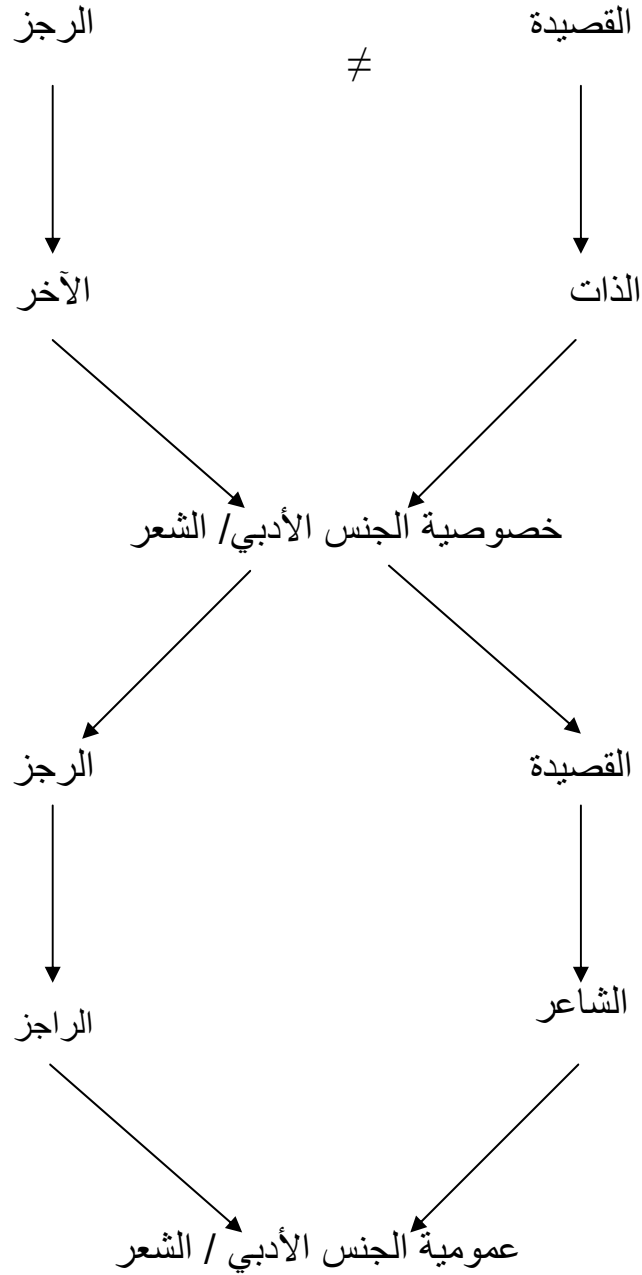 القصيدة ≠ الرجز
الذات الآخر
خصوصية الجنس الأدبي/ الشعر
القصيدة الرجز
الشاعر الراجز
عمومية الجنس الأدبي / الشعر